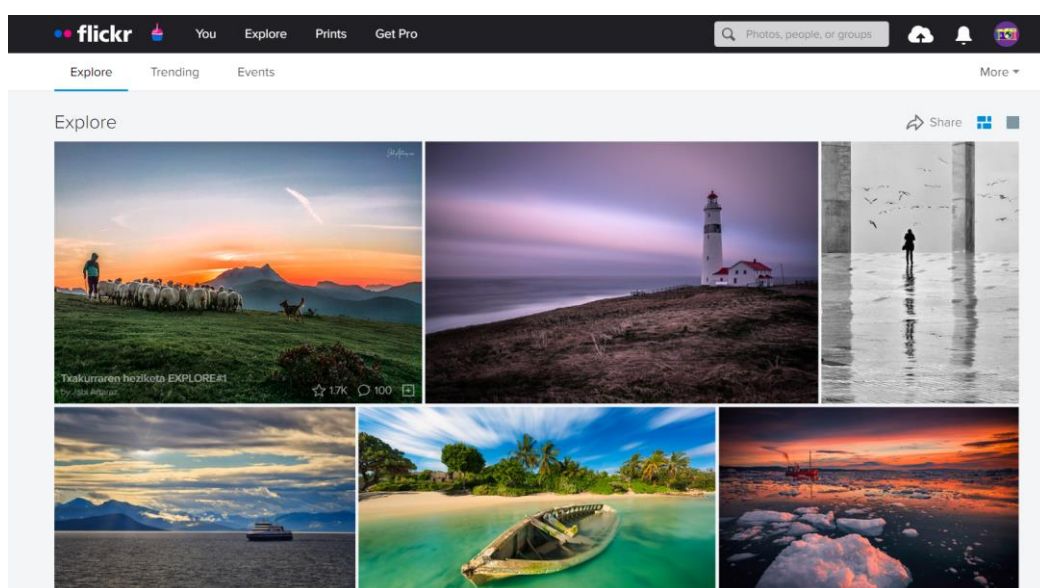 flickr You Explore Prints Get Pro Photos, people, or groups
Explore Trending Events More
Explore Share
Txakurraren heziketa EXPLORE#1
1.7K 100